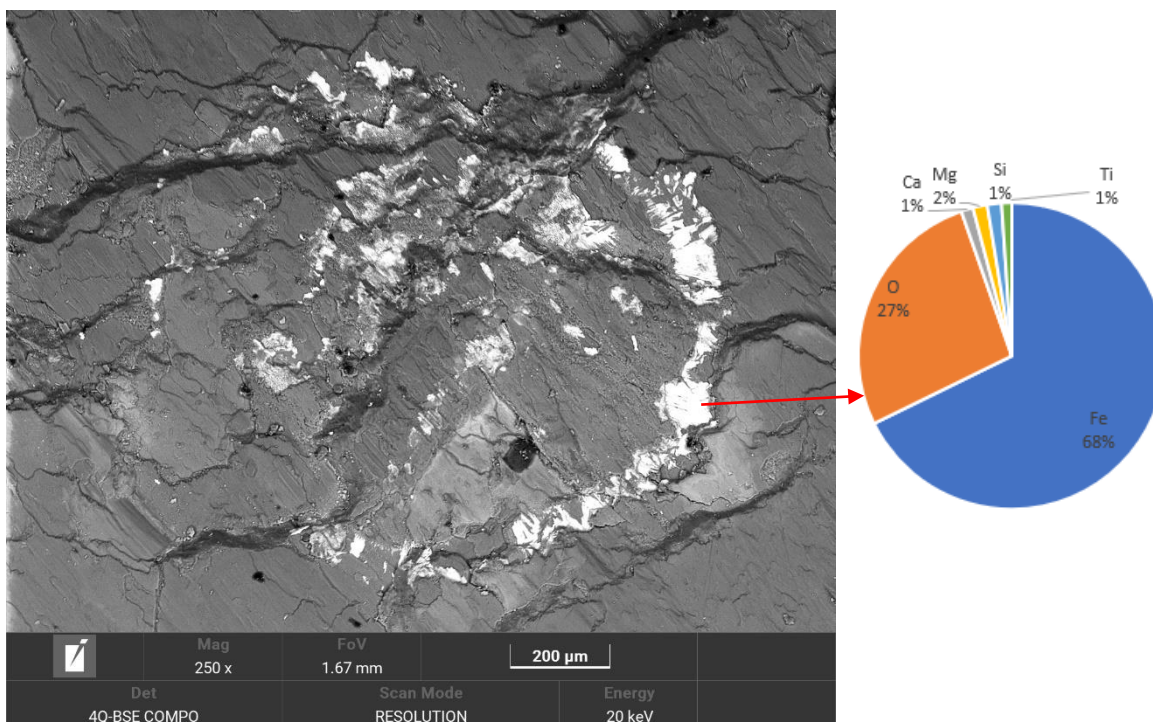 Ca
1%
Mg
2%
Si
1%
Ti
1%
O
27%
Fe
68%
Mag
250 x
FoV
1.67 mm
200 µm
Det
4Q-BSE COMPO
Scan Mode
RESOLUTION
Energy
20 keV